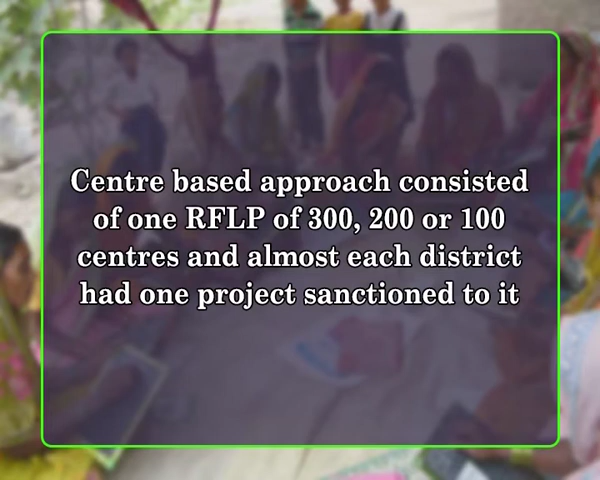 Centre based approach consisted
of one RFLP of 300, 200 or 100
centres and almost each district
had one project sanctioned to it